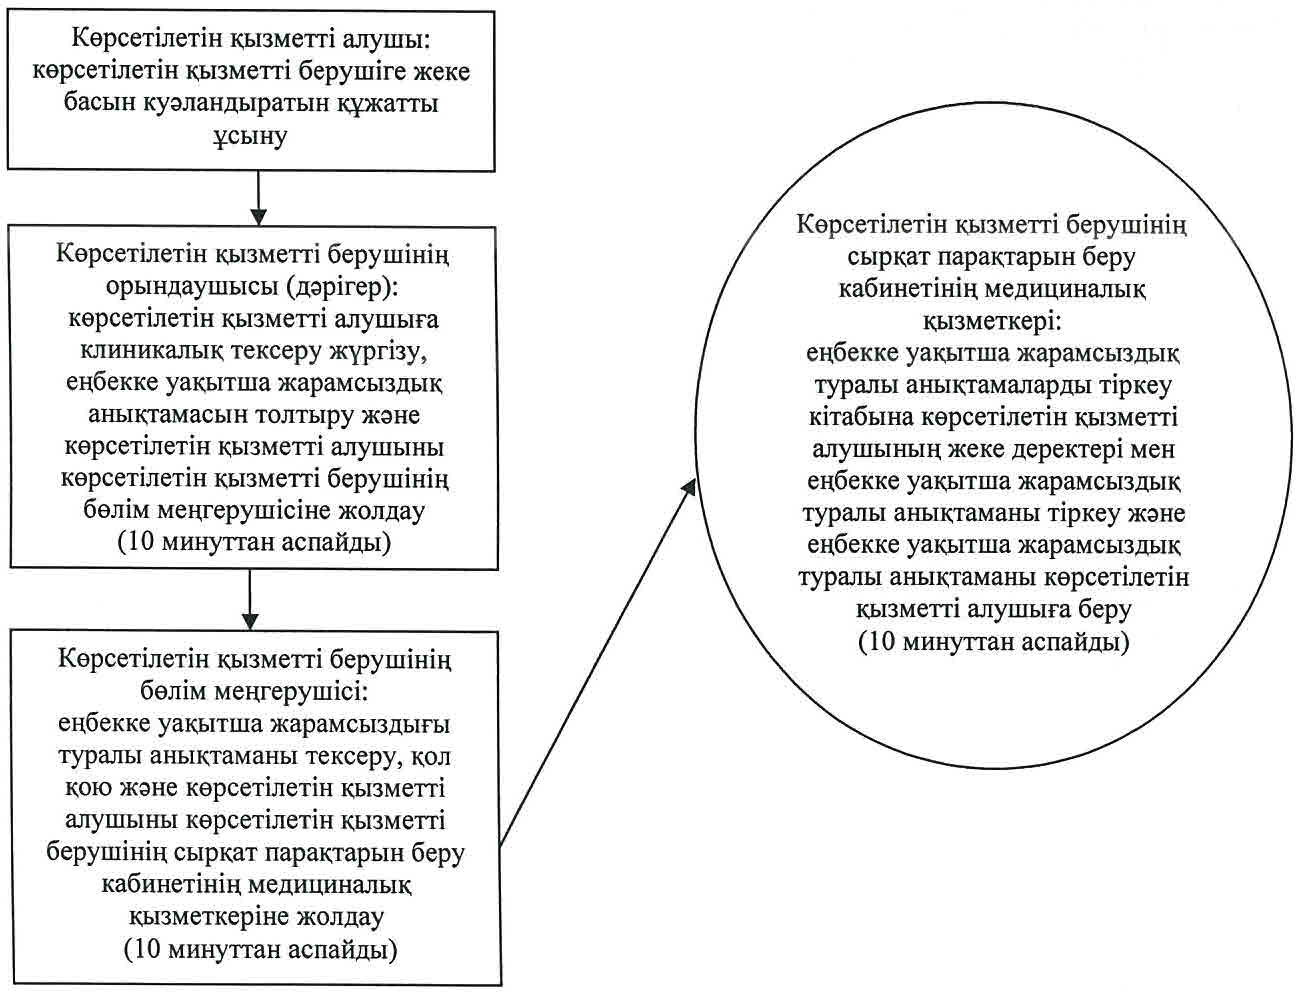 Көрсетілетін қызметті алушы:
көрсетілетін қызметті берушіге жеке
басын куәландыратын құжатты
ұсыну
Көрсетілетін қызметті берушінің
орындаушысы (дәрігер):
көрсетілетін қызметті алушыға
клиникалық тексеру жүргізу,
еңбекке уақытша жарамсыздық
анықтамасын толтыру және
көрсетілетін қызметті алушыны
көрсетілетін қызметті берушінің
бөлім меңгерушісіне жолдау
(10 минуттан аспайды)
Көрсетілетін қызметті берушінің
бөлім меңгерушісі:
еңбекке уақытша жарамсыздығы
туралы анықтаманы тексеру, қол
қою және көрсетілетін қызметті
алушыны көрсетілетін қызметті
берушінің сырқат парақтарын беру
кабинетінің медициналық
қызметкеріне жолдау
(10 минуттан аспайды)
Көрсетілетін қызметті берушінің
сырқат парақтарын беру
кабинетінің медициналық
қызметкері:
еңбекке уақытша жарамсыздық
туралы анықтамаларды тіркеу
кітабына көрсетілетін қызметті
алушының жеке деректері мен
еңбекке уақытша жарамсыздық
туралы анықтаманы тіркеу және
еңбекке уақытша жарамсыздық
туралы анықтаманы көрсетілетін
қызметті алушыға беру
(10 минуттан аспайды)